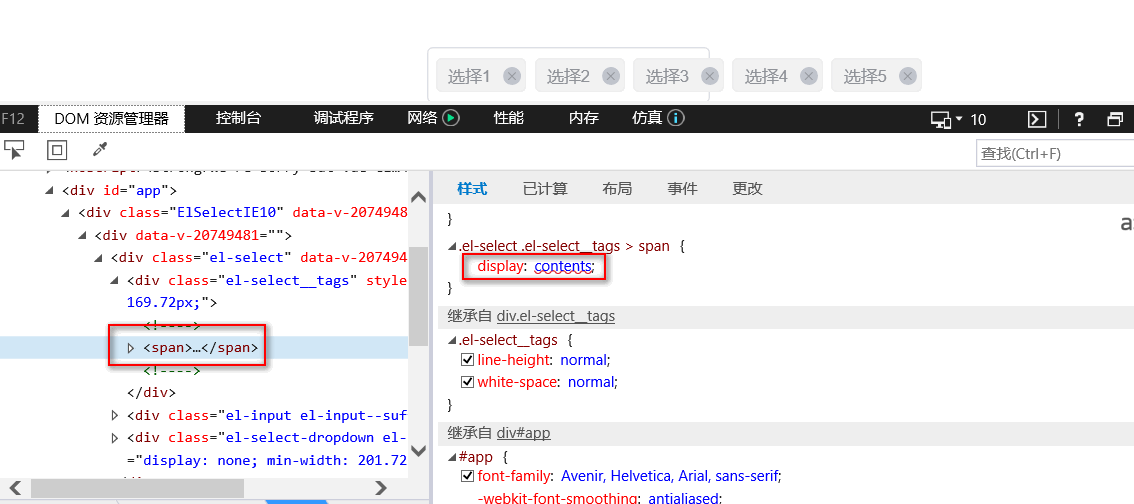 选择1 选择2 选择3 选择4 选择5
F12 DOM 资源管理器 控制台 调试程序 网络 性能 内存 仿真 10 ?
查找(Ctrl+F)
<div id="app">
<div class="ElSelectIE10" data-v-2074948
<div data-v-20749481="">
<div class="el-select" data-v-20749
<div class="el-select__tags" style
169.72px;">
<!---->
<span>…</span>
<!---->
</div>
<div class="el-input el-input--suf
<div class="el-select-dropdown el-
="display: none; min-width: 201.72
样式 已计算 布局 事件 更改
}
a
.el-select .el-select__tags > span {
display: contents;
}
继承自 div.el-select__tags
.el-select__tags {
line-height: normal;
white-space: normal;
}
继承自 div#app
#app {
font-family: Avenir, Helvetica, Arial, sans-serif;
-webkit-font-smoothing: antialiased;